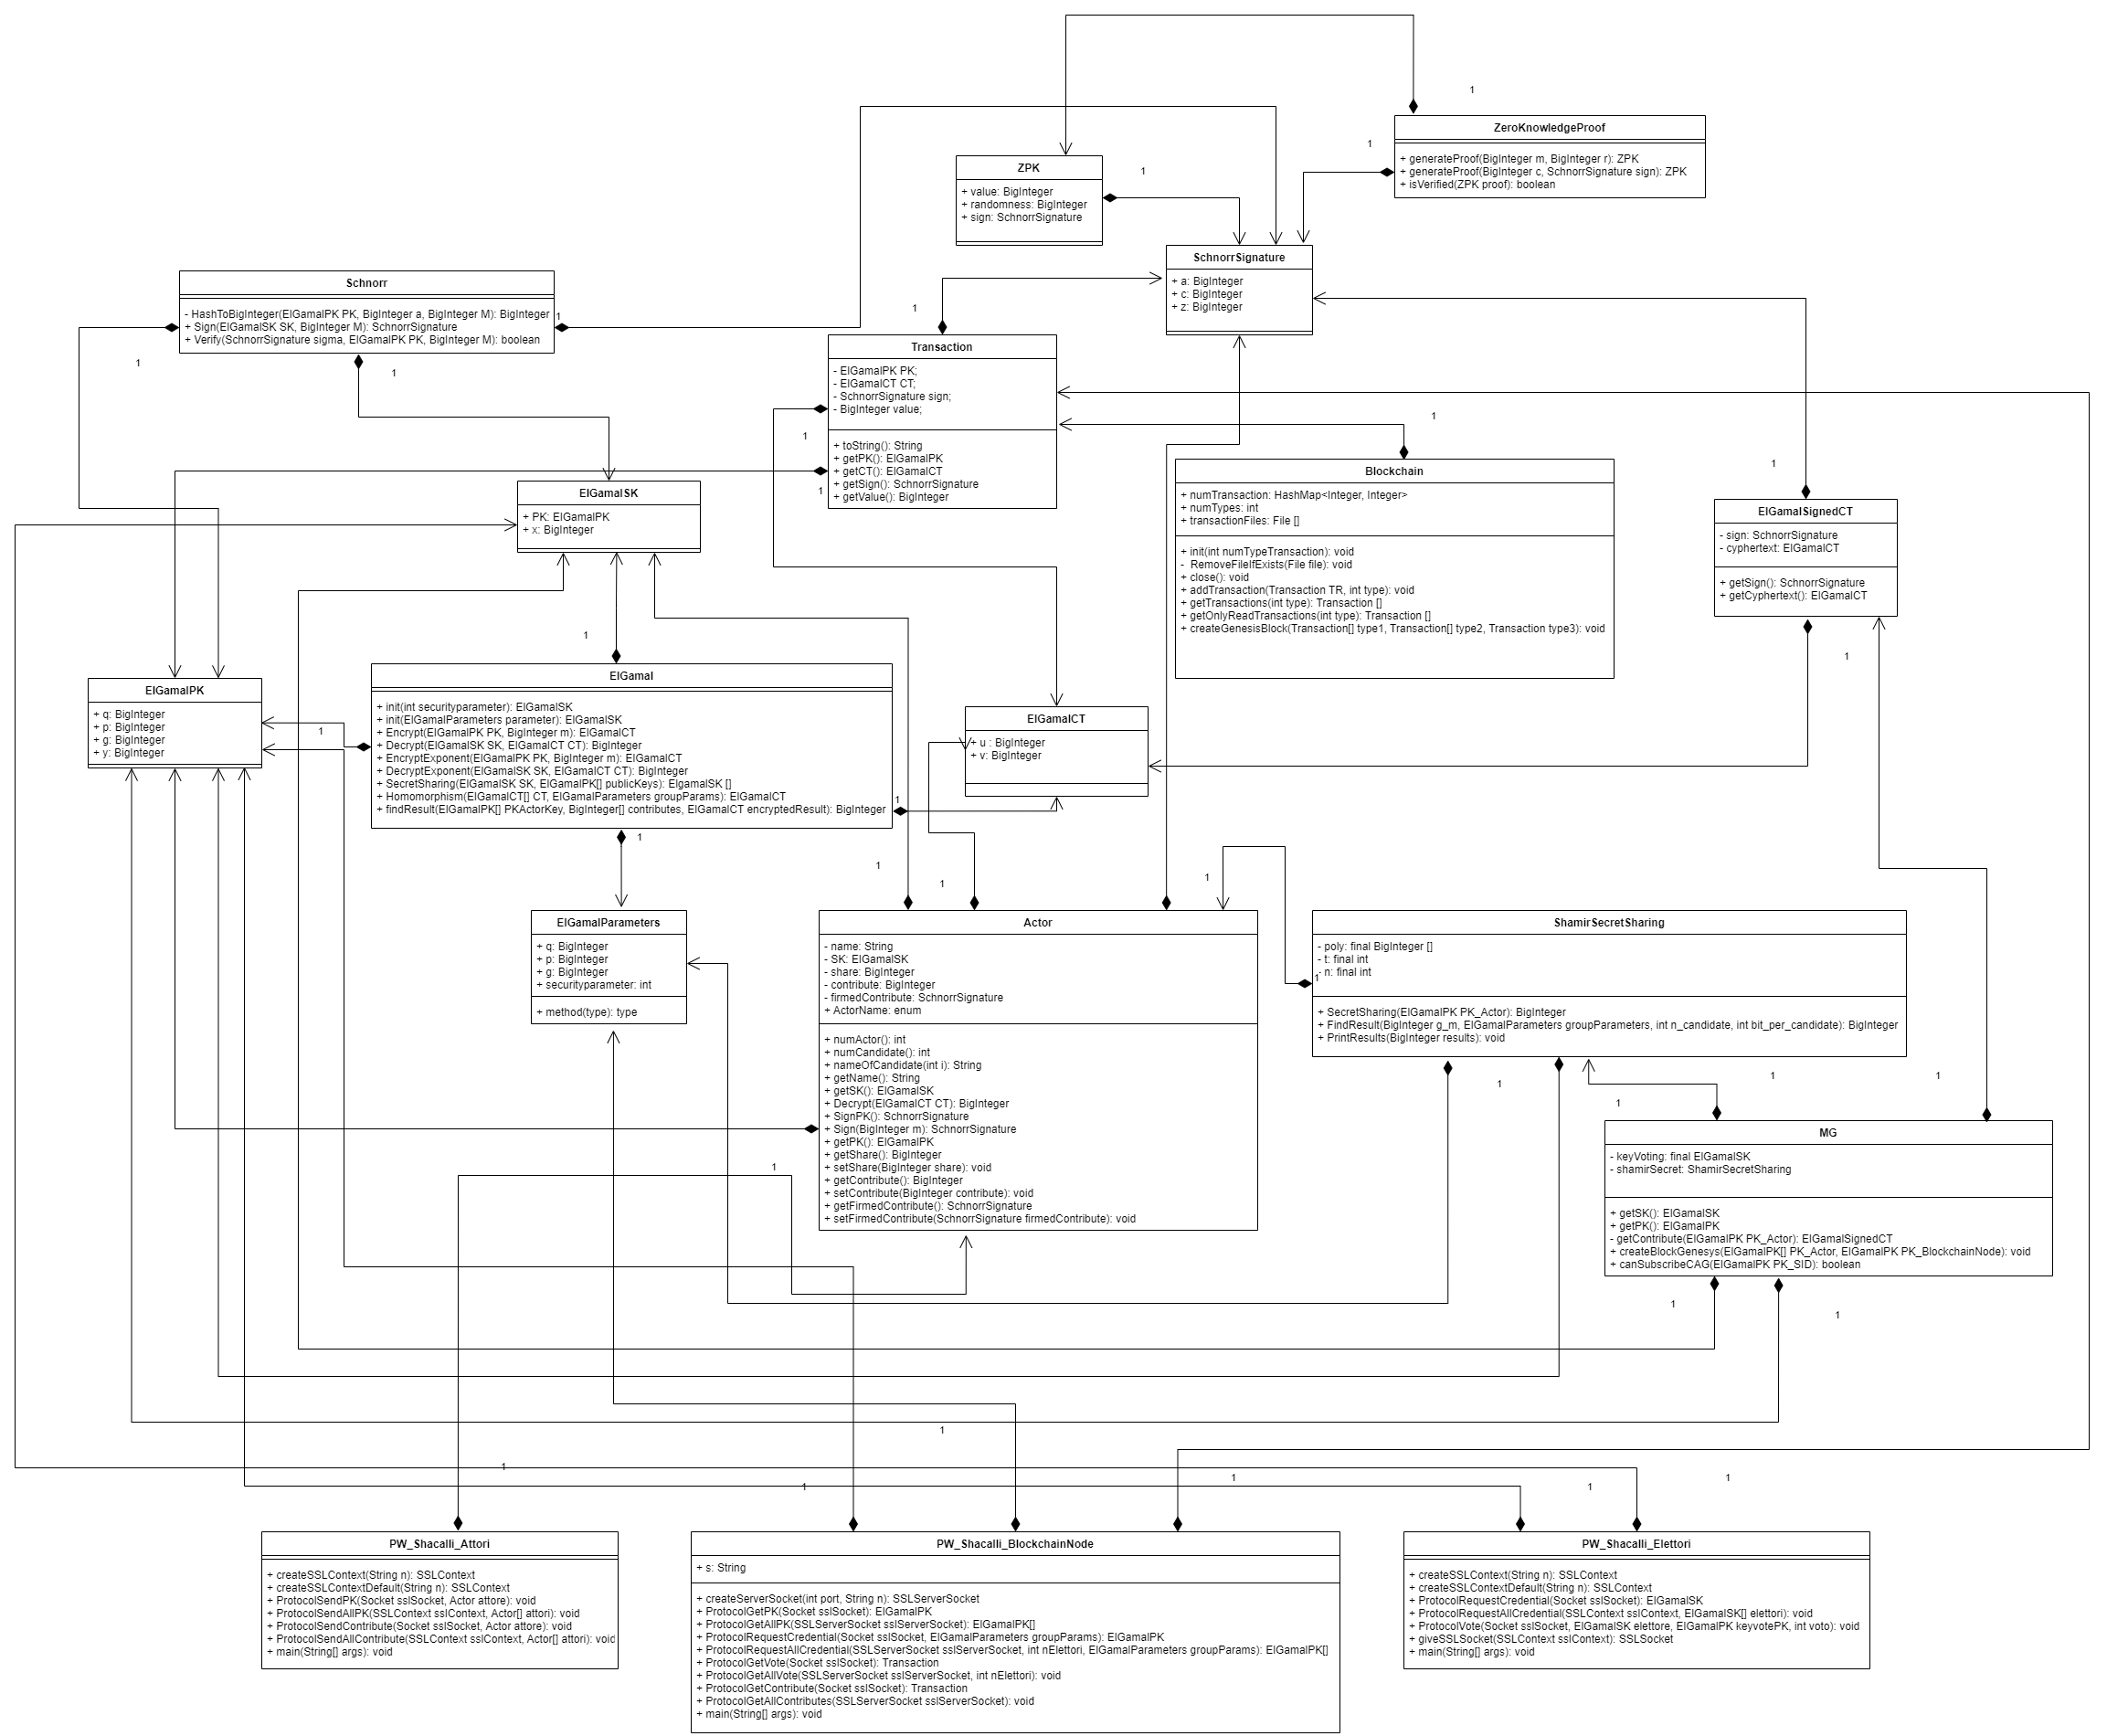 1
ZeroKnowledgeProof
+ generateProof(BigInteger m, BigInteger r): ZPK
+ generateProof(BigInteger c, SchnorrSignature sign): ZPK
+ isVerified(ZPK proof): boolean
1
ZPK
+ value: BigInteger
+ randomness: BigInteger
+ sign: SchnorrSignature
1
SchnorrSignature
+ a: BigInteger
+ c: BigInteger
+ z: BigInteger
Schnorr
- HashToBigInteger(ElGamalPK PK, BigInteger a, BigInteger M): BigInteger
+ Sign(ElGamalSK SK, BigInteger M): SchnorrSignature
+ Verify(SchnorrSignature sigma, ElGamalPK PK, BigInteger M): boolean
1
1
1
1
Transaction
- ElGamalPK PK;
- ElGamalCT CT;
- SchnorrSignature sign;
- BigInteger value;
+ toString(): String
+ getPK(): ElGamalPK
+ getCT(): ElGamalCT
+ getSign(): SchnorrSignature
+ getValue(): BigInteger
1
1
1
Blockchain
+ numTransaction: HashMap<Integer, Integer>
+ numTypes: int
+ transactionFiles: File []
+ init(int numTypeTransaction): void
-  RemoveFileIfExists(File file): void
+ close(): void
+ addTransaction(Transaction TR, int type): void
+ getTransactions(int type): Transaction []
+ getOnlyReadTransactions(int type): Transaction []
+ createGenesisBlock(Transaction[] type1, Transaction[] type2, Transaction type3): void
1
ElGamalSignedCT
- sign: SchnorrSignature
- cyphertext: ElGamalCT
+ getSign(): SchnorrSignature
+ getCyphertext(): ElGamalCT
1
ElGamalSK
+ PK: ElGamalPK
+ x: BigInteger
1
ElGamalPK
+ q: BigInteger
+ p: BigInteger
+ g: BigInteger
+ y: BigInteger
1
ElGamal
+ init(int securityparameter): ElGamalSK
+ init(ElGamalParameters parameter): ElGamalSK
+ Encrypt(ElGamalPK PK, BigInteger m): ElGamalCT
+ Decrypt(ElGamalSK SK, ElGamalCT CT): BigInteger
+ EncryptExponent(ElGamalPK PK, BigInteger m): ElGamalCT
+ DecryptExponent(ElGamalSK SK, ElGamalCT CT): BigInteger
+ SecretSharing(ElGamalSK SK, ElGamalPK[] publicKeys): ElgamalSK []
+ Homomorphism(ElGamalCT[] CT, ElGamalParameters groupParams): ElGamalCT
+ findResult(ElGamalPK[] PKActorKey, BigInteger[] contributes, ElGamalCT encryptedResult): BigInteger
1
1
ElGamalCT
+ u : BigInteger
+ v: BigInteger
ElGamalParameters
+ q: BigInteger
+ p: BigInteger
+ g: BigInteger
+ securityparameter: int
+ method(type): type
1
1
1
Actor
- name: String
- SK: ElGamalSK
- share: BigInteger
- contribute: BigInteger
- firmedContribute: SchnorrSignature
+ ActorName: enum
+ numActor(): int
+ numCandidate(): int
+ nameOfCandidate(int i): String
+ getName(): String
+ getSK(): ElGamalSK
+ Decrypt(ElGamalCT CT): BigInteger
+ SignPK(): SchnorrSignature
+ Sign(BigInteger m): SchnorrSignature
+ getPK(): ElGamalPK
+ getShare(): BigInteger
+ setShare(BigInteger share): void
+ getContribute(): BigInteger
+ setContribute(BigInteger contribute): void
+ getFirmedContribute(): SchnorrSignature
+ setFirmedContribute(SchnorrSignature firmedContribute): void
1
ShamirSecretSharing
- poly: final BigInteger []
- t: final int
- n: final int
1
+ SecretSharing(ElGamalPK PK_Actor): BigInteger
+ FindResult(BigInteger g_m, ElGamalParameters groupParameters, int n_candidate, int bit_per_candidate): BigInteger
+ PrintResults(BigInteger results): void
1
1
1
1
MG
- keyVoting: final ElGamalSK
- shamirSecret: ShamirSecretSharing
+ getSK(): ElGamalSK
+ getPK(): ElGamalPK
- getContribute(ElGamalPK PK_Actor): ElGamalSignedCT
+ createBlockGenesys(ElGamalPK[] PK_Actor, ElGamalPK PK_BlockchainNode): void
+ canSubscribeCAG(ElGamalPK PK_SID): boolean
1
1
1
1
1
1
1
1
PW_Shacalli_Attori
+ createSSLContext(String n): SSLContext
+ createSSLContextDefault(String n): SSLContext
+ ProtocolSendPK(Socket sslSocket, Actor attore): void
+ ProtocolSendAllPK(SSLContext sslContext, Actor[] attori): void
+ ProtocolSendContribute(Socket sslSocket, Actor attore): void
+ ProtocolSendAllContribute(SSLContext sslContext, Actor[] attori): void
+ main(String[] args): void
PW_Shacalli_BlockchainNode
+ s: String
+ createServerSocket(int port, String n): SSLServerSocket
+ ProtocolGetPK(Socket sslSocket): ElGamalPK
+ ProtocolGetAllPK(SSLServerSocket sslServerSocket): ElGamalPK[]
+ ProtocolRequestCredential(Socket sslSocket, ElGamalParameters groupParams): ElGamalPK
+ ProtocolRequestAllCredential(SSLServerSocket sslServerSocket, int nElettori, ElGamalParameters groupParams): ElGamalPK[]
+ ProtocolGetVote(Socket sslSocket): Transaction
+ ProtocolGetAllVote(SSLServerSocket sslServerSocket, int nElettori): void
+ ProtocolGetContribute(Socket sslSocket): Transaction
+ ProtocolGetAllContributes(SSLServerSocket sslServerSocket): void
+ main(String[] args): void
PW_Shacalli_Elettori
+ createSSLContext(String n): SSLContext
+ createSSLContextDefault(String n): SSLContext
+ ProtocolRequestCredential(Socket sslSocket): ElGamalSK
+ ProtocolRequestAllCredential(SSLContext sslContext, ElGamalSK[] elettori): void
+ ProtocolVote(Socket sslSocket, ElGamalSK elettore, ElGamalPK keyvotePK, int voto): void
+ giveSSLSocket(SSLContext sslContext): SSLSocket
+ main(String[] args): void